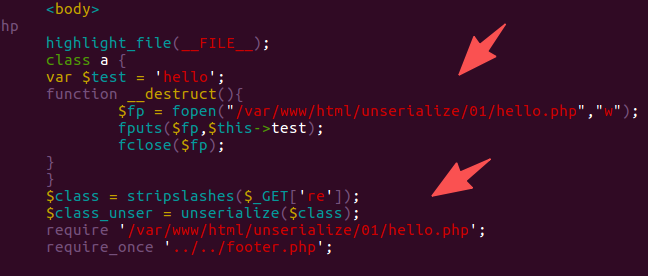 <body>
hp
highlight_file(__FILE__);
class a {
var $test = 'hello';
function __destruct(){
$fp = fopen("/var/www/html/unserialize/01/hello.php","w");
fputs($fp,$this->test);
fclose($fp);
}
}
$class = stripslashes($_GET['re']);
$class_unser = unserialize($class);
require '/var/www/html/unserialize/01/hello.php';
require_once '../../footer.php';